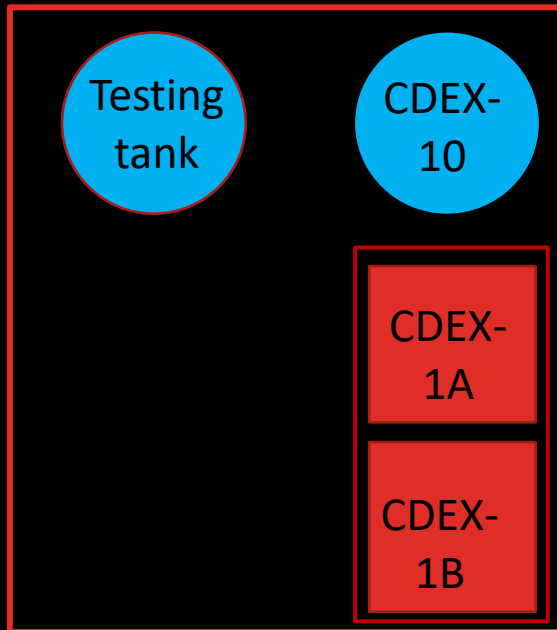 Testing
tank
CDEX-
10
CDEX-
1A
CDEX-
1B